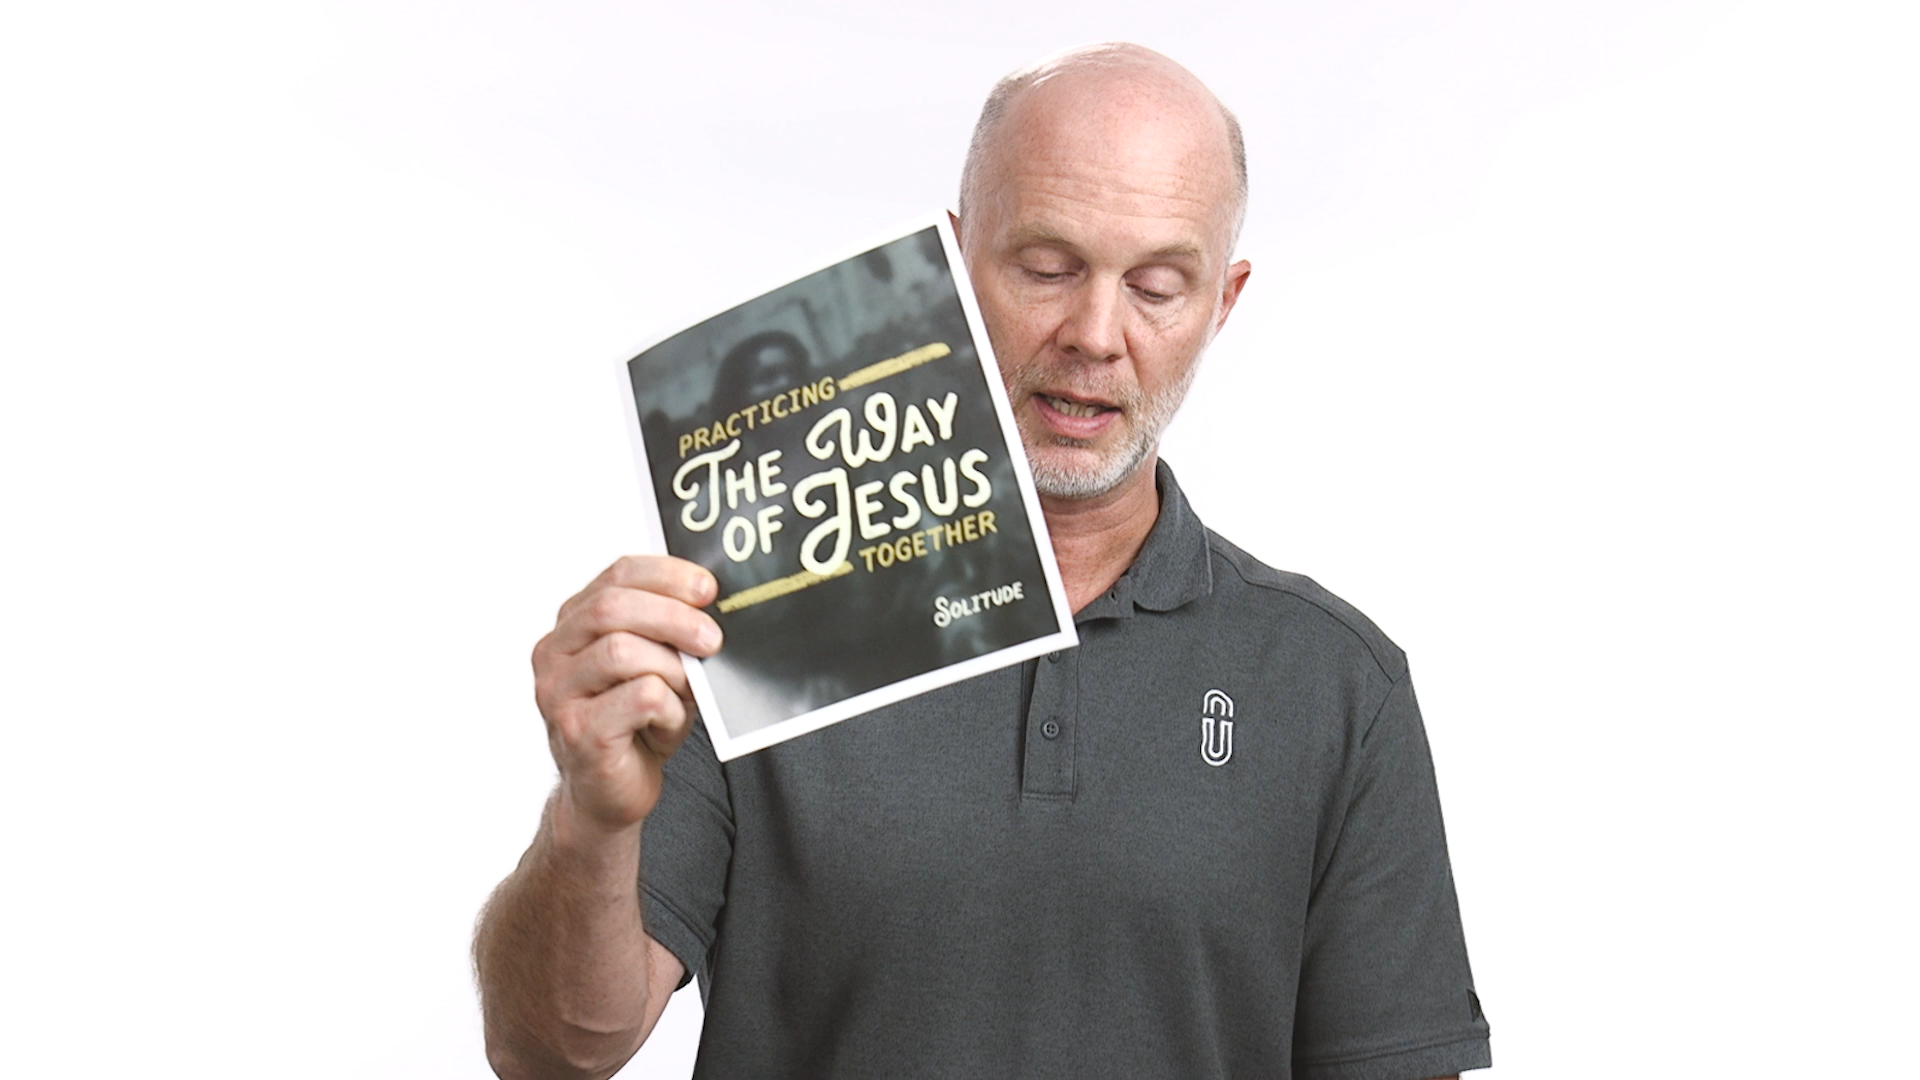 PRACTICING
THE WAY
OF JESUS
TOGETHER
SOLITUDE